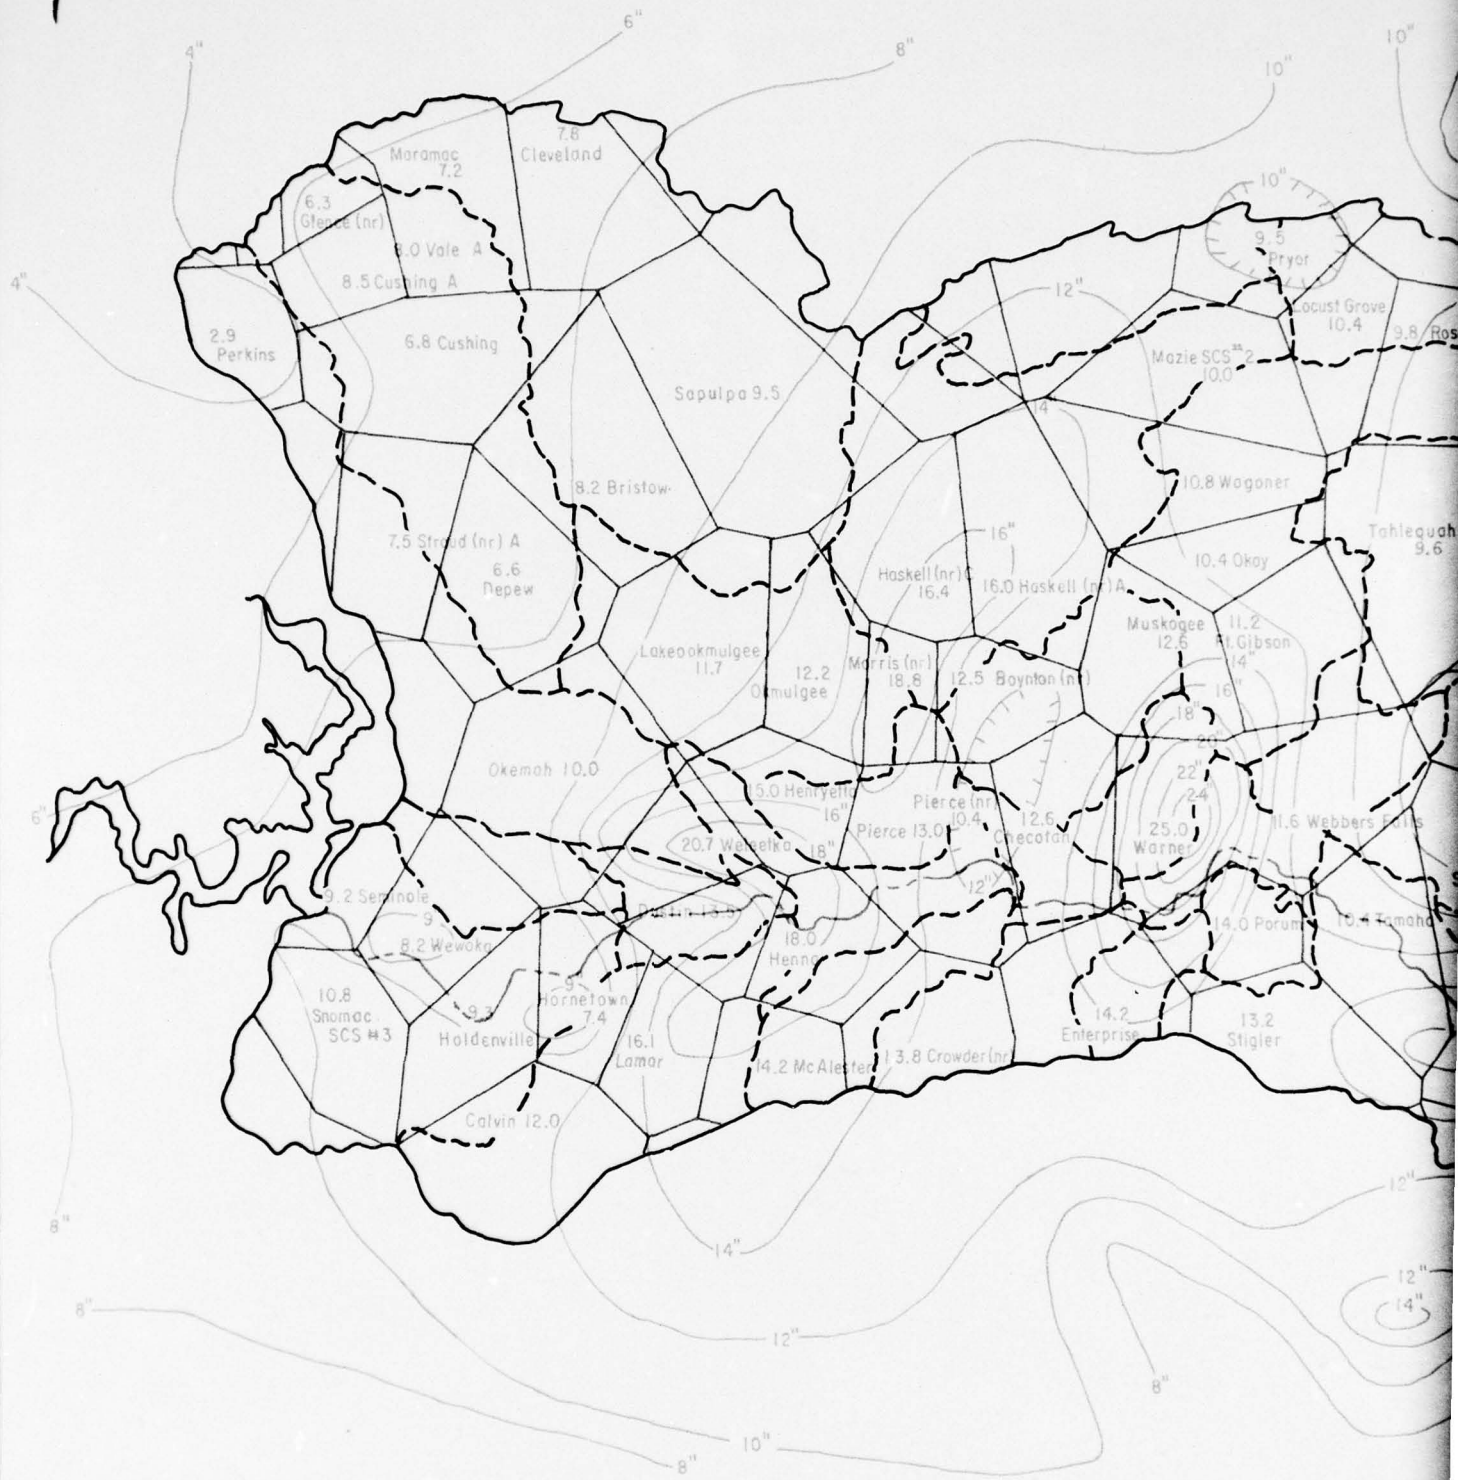 6"
4"
8"
10"
10"
7.8
Cleveland
Maramac
7.2
10"
6.3
Glence (nr)
9.5
Pryor
8.0 Vale A
8.5 Cushing A
4"
12"
Locust Grove
10.4
9.8 Ros
2.9
Perkins
6.8 Cushing
Mazie SCS # 2
10.0
Sapulpa 9.5
14"
8.2 Bristow
10.8 Wagoner
7.5 Stroud (nr) A
16"
Tahlequah
9.6
6.6
Depew
Haskell (nr) C
16.4
16.0 Haskell (nr) A
10.4 Okay
Muskogee
12.6
11.2
Ft. Gibson
14"
Lakeookmulgee
11.7
12.2
Okmulgee
Morris (nr)
18.8
12.5 Boynton (nr)
16"
18"
20"
Okemah 10.0
22"
24"
15.0 Henryetta
16"
Pierce (nr)
10.4
12.6
Checotah
11.6 Webbers Falls
6"
20.7 Weleetka
18"
Pierce 13.0
25.0
Warner
12"
9.2 Seminole
9
8.2 Wewoka
Dustin 13.5
18.0
Henna
14.0 Porum
10.4 Tamaha
10.8
Snomac
SCS #3
9.3
Holdenville
9
Hornetown
7.4
16.1
Lamar
14.2 McAlester
13.8 Crowder (nr)
14.2
Enterprise
13.2
Stigler
Calvin 12.0
8"
12"
14"
12"
14"
8"
12"
8"
10"
8"